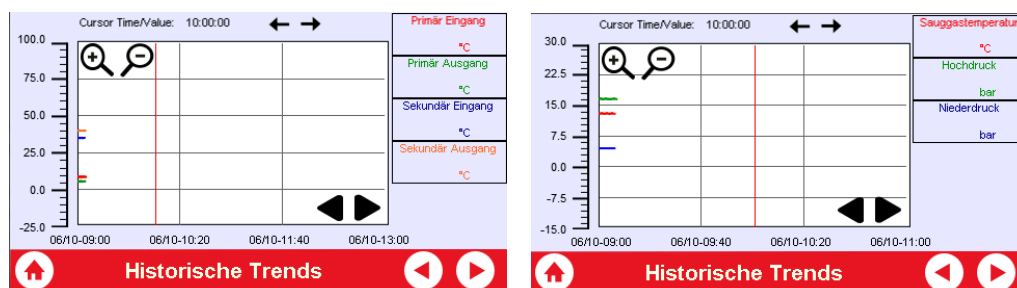 Cursor Time/Value: 10:00:00
Primär Eingang
°C
Primär Ausgang
°C
Sekundär Eingang
°C
Sekundär Ausgang
°C
100.0
75.0
50.0
25.0
0.0
-25.0
06/10-09:00 06/10-10:20 06/10-11:40 06/10-13:00
Historische Trends
Cursor Time/Value: 10:00:00
Sauggastemperatur
°C
Hochdruck
bar
Niederdruck
bar
30.0
22.5
15.0
7.5
0.0
-7.5
-15.0
06/10-09:00 06/10-09:40 06/10-10:20 06/10-11:00
Historische Trends